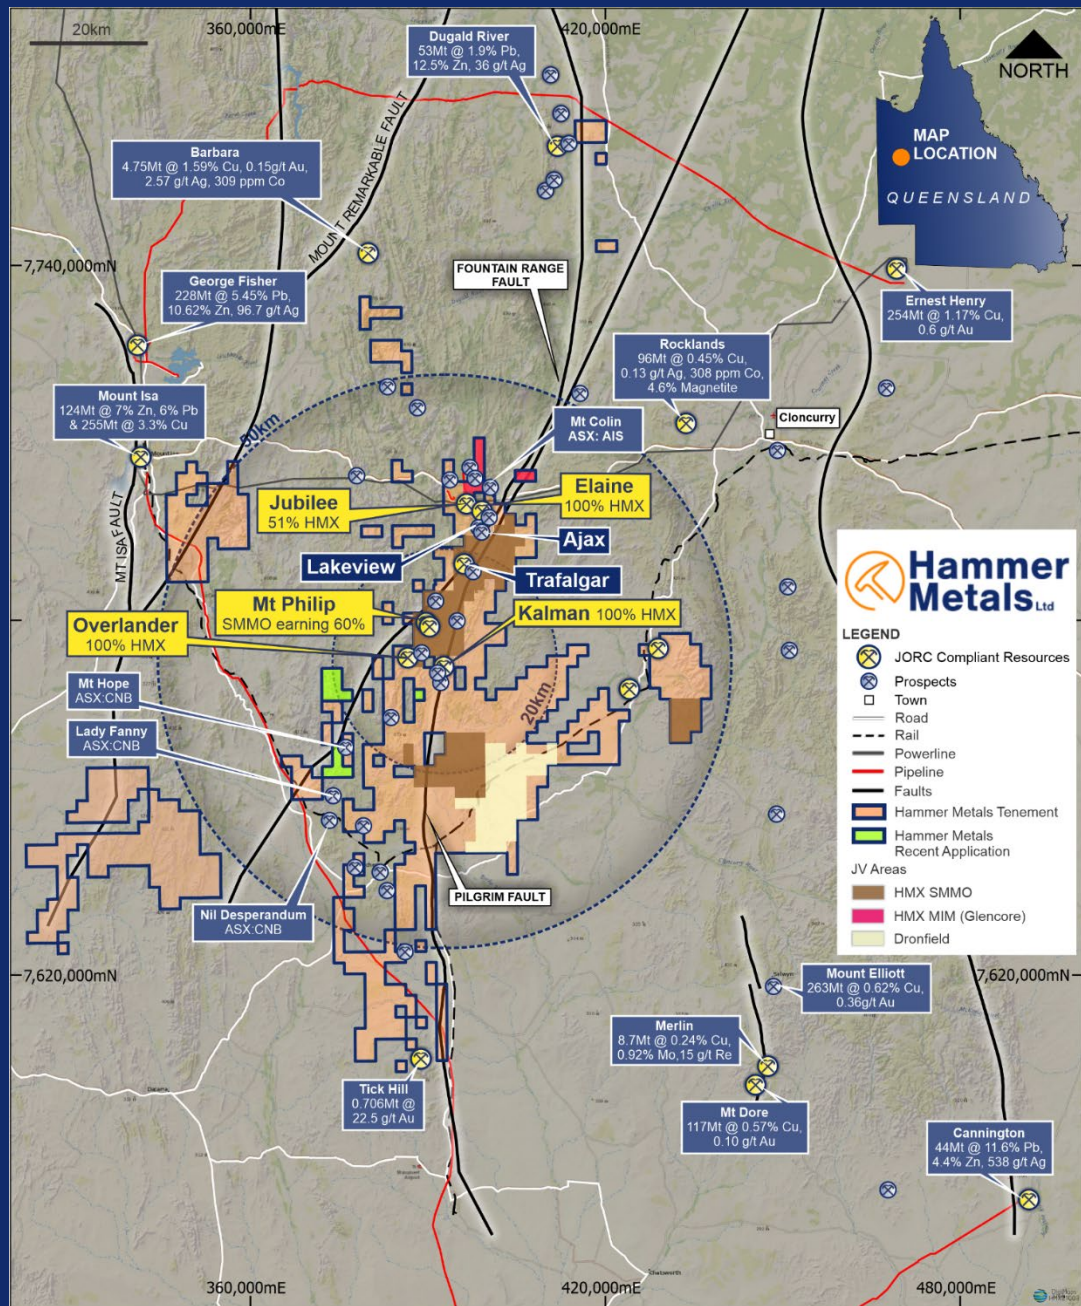 20km
360,000mE
420,000mE
NORTH
MAP
LOCATION
QUEENSLAND
Dugald River
53Mt @ 1.9% Pb,
12.5% Zn, 36 g/t Ag
MOUNT REMARKABLE FAULT
Barbara
4.75Mt @ 1.59% Cu, 0.15g/t Au,
2.57 g/t Ag, 309 ppm Co
7,740,000mN
FOUNTAIN RANGE
FAULT
George Fisher
228Mt @ 5.45% Pb,
10.62% Zn, 96.7 g/t Ag
Ernest Henry
254Mt @ 1.17% Cu,
0.6 g/t Au
Rocklands
96Mt @ 0.45% Cu,
0.13 g/t Ag, 308 ppm Co,
4.6% Magnetite
Mount Isa
124Mt @ 7% Zn, 6% Pb
& 255Mt @ 3.3% Cu
50km
Mt Colin
ASX: AIS
Cloncurry
MT ISA FAULT
Jubilee
51% HMX
Elaine
100% HMX
Ajax
Lakeview
Trafalgar
Mt Philip
SMMO earning 60%
Kalman 100% HMX
Overlander
100% HMX
Mt Hope
ASX:CNB
20km
Lady Fanny
ASX:CNB
Nil Desperandum
ASX:CNB
PILGRIM FAULT
Hammer
Metals Ltd
LEGEND
JORC Compliant Resources
Prospects
Town
Road
Rail
Powerline
Pipeline
Faults
Hammer Metals Tenement
Hammer Metals
Recent Application
JV Areas
HMX SMMO
HMX MIM (Glencore)
Dronfield
7,620,000mN
7,620,000mN
Mount Elliott
263Mt @ 0.62% Cu,
0.36g/t Au
Merlin
8.7Mt @ 0.24% Cu,
0.92% Mo,15 g/t Re
Tick Hill
0.706Mt @
22.5 g/t Au
Mt Dore
117Mt @ 0.57% Cu,
0.10 g/t Au
Cannington
44Mt @ 11.6% Pb,
4.4% Zn, 538 g/t Ag
360,000mE
420,000mE
480,000mE